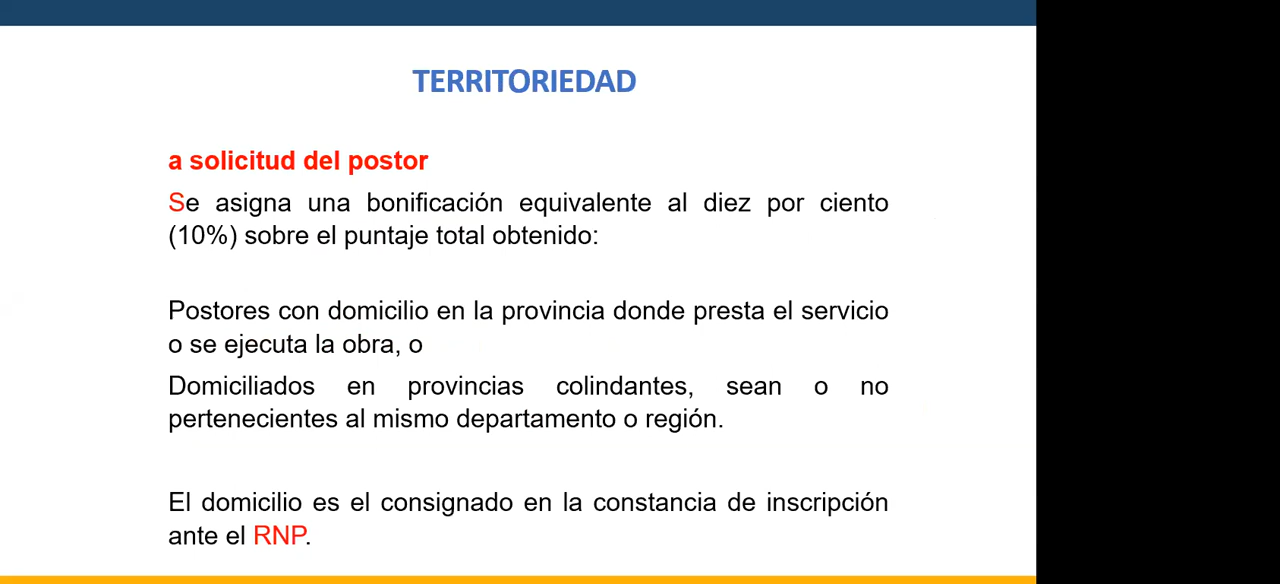 TERRITORIEDAD
a solicitud del postor
Se asigna una bonificación equivalente al diez por ciento
(10%) sobre el puntaje total obtenido:
Postores con domicilio en la provincia donde presta el servicio
o se ejecuta la obra, o
Domiciliados en provincias colindantes, sean o no
pertenecientes al mismo departamento o región.
El domicilio es el consignado en la constancia de inscripción
ante el RNP.